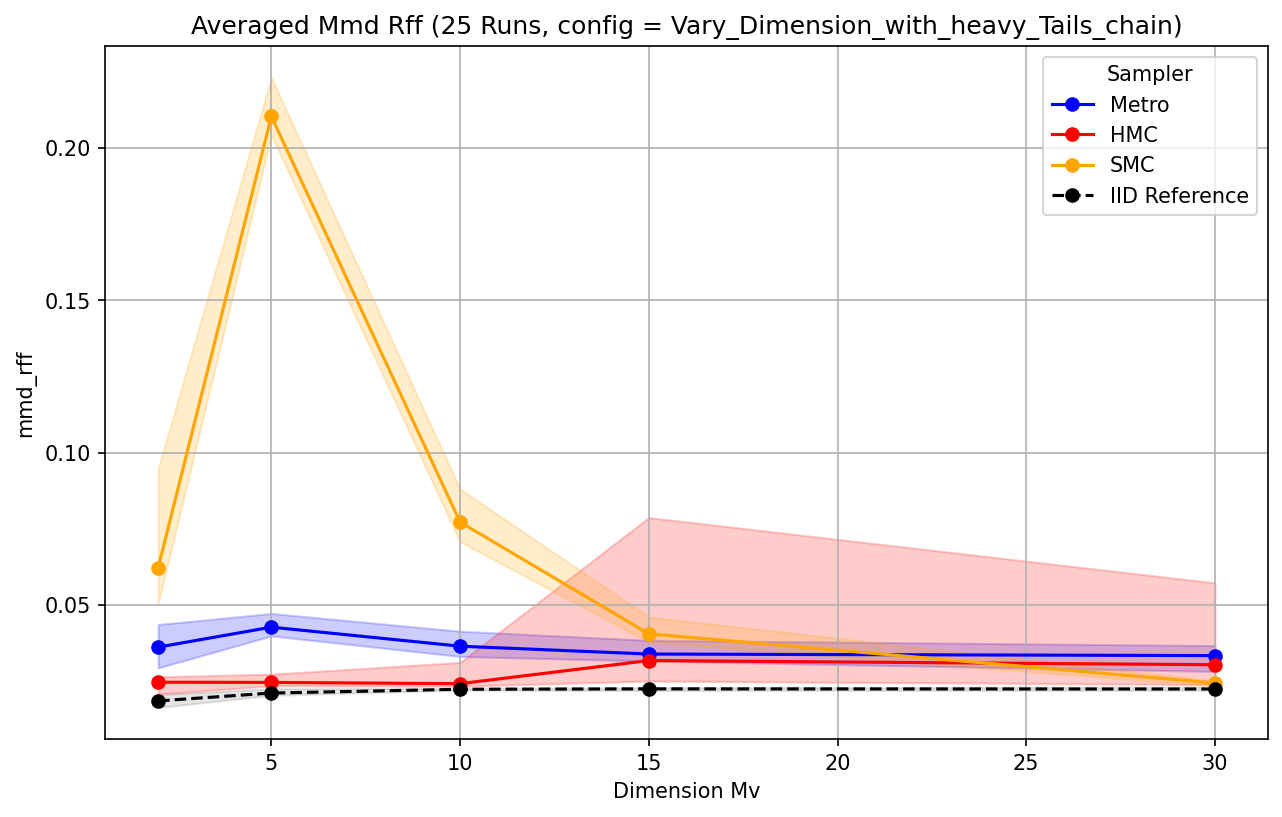 Averaged Mmd Rff (25 Runs, config = Vary_Dimension_with_heavy_Tails_chain)
Sampler
Metro
HMC
SMC
IID Reference
mmd_rff
0.20
0.15
0.10
0.05
5 10 15 20 25 30
Dimension Mv